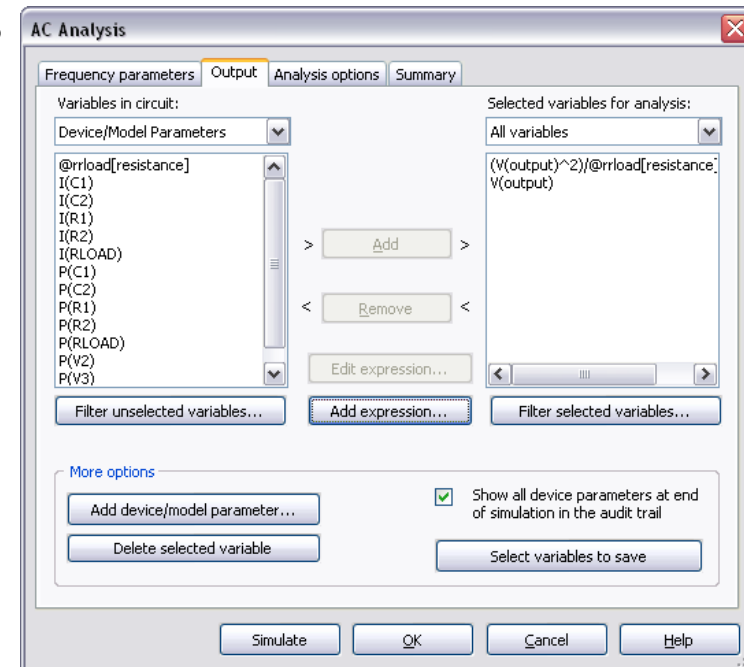 AC Analysis
Frequency parameters Output Analysis options Summary
Variables in circuit:
Selected variables for analysis:
Device/Model Parameters
All variables
@rrload[resistance]
I(C1)
I(C2)
I(R1)
I(R2)
I(RLOAD)
P(C1)
P(C2)
P(R1)
P(R2)
P(RLOAD)
P(V2)
P(V3)
> Add >
< Remove <
Edit expression...
(V(output)^2)/@rrload[resistance]
V(output)
Filter unselected variables...
Add expression...
Filter selected variables...
More options
Add device/model parameter...
Delete selected variable
Show all device parameters at end
of simulation in the audit trail
Select variables to save
Simulate OK Cancel Help